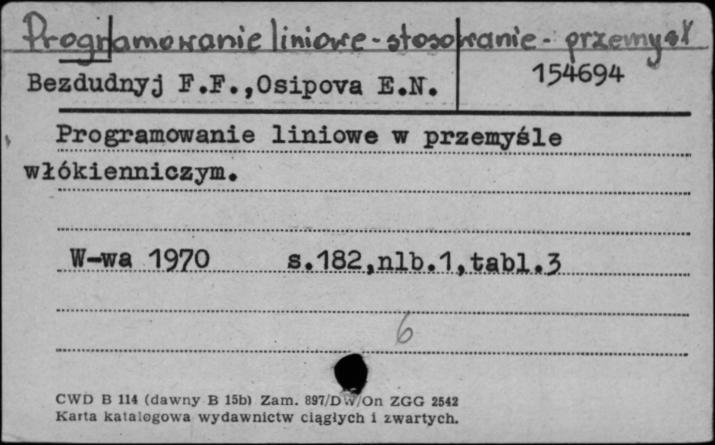 Programowanie liniowe - stosowanie - przemysł
Bezdudnyj F.F.,Osipova E.N.
154694
Programowanie liniowe w przemyśle
włókienniczym.
W-wa 1970 s.182,nlb.1,tabl.3
6
CWD B 114 (dawny B 15b) Zam. 897/DW/On ZGG 2542
Karta katalogowa wydawnictw ciągłych i zwartych.